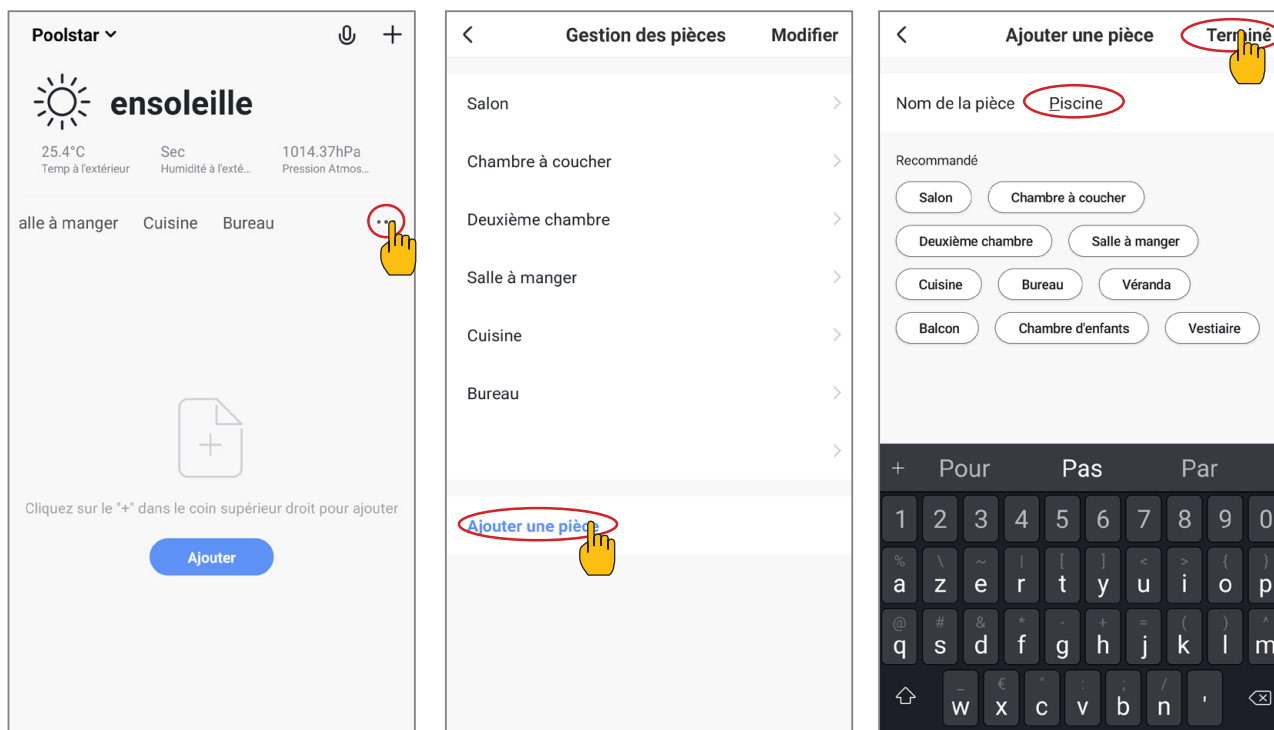 Poolstar
ensoleille
25.4°C Sec 1014.37hPa
Temp à l'extérieur Humidité à l'exté... Pression Atmos...
alle à manger Cuisine Bureau ...
Cliquez sur le "+" dans le coin supérieur droit pour ajouter
Ajouter
Gestion des pièces Modifier
Salon
Chambre à coucher
Deuxième chambre
Salle à manger
Cuisine
Bureau
Ajouter une pièce
Ajouter une pièce Terminé
Nom de la pièce Piscine
Recommandé
Salon Chambre à coucher
Deuxième chambre Salle à manger
Cuisine Bureau Véranda
Balcon Chambre d'enfants Vestiaire
+ Pour Pas Par
1 2 3 4 5 6 7 8 9 0
% \ ~ | [ ] < > { }
a z e r t y u i o p
@ # & * - + = ( ) ^
q s d f g h j k l m
_ € " : ; /
w x c v b n '